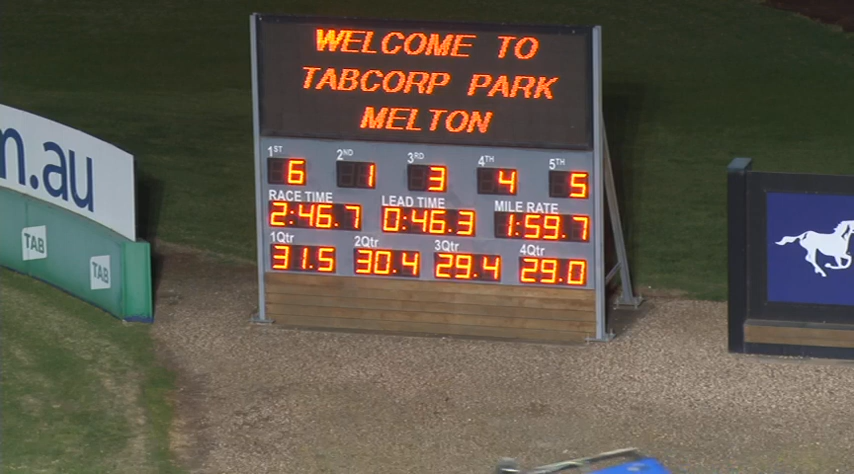 WELCOME TO
TABCORP PARK
MELTON
1ST 2ND 3RD 4TH 5TH
6 1 3 4 5
RACE TIME LEAD TIME MILE RATE
2:46.7 0:46.3 1:59.7
1Qtr 2Qtr 3Qtr 4Qtr
31.5 30.4 29.4 29.0
m.au
TAB
TAB